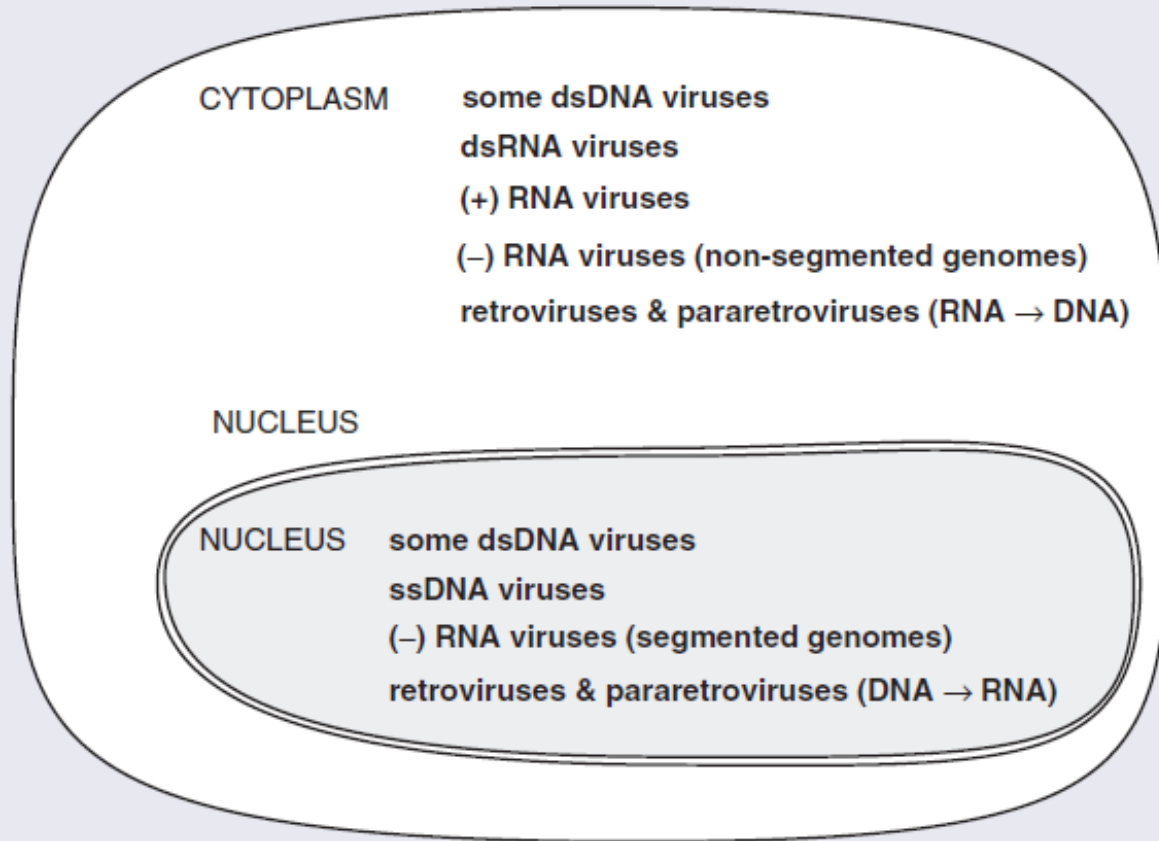 CYTOPLASM some dsDNA viruses
dsRNA viruses
(+) RNA viruses
(–) RNA viruses (non-segmented genomes)
retroviruses & pararetroviruses (RNA → DNA)
NUCLEUS
NUCLEUS some dsDNA viruses
ssDNA viruses
(–) RNA viruses (segmented genomes)
retroviruses & pararetroviruses (DNA → RNA)